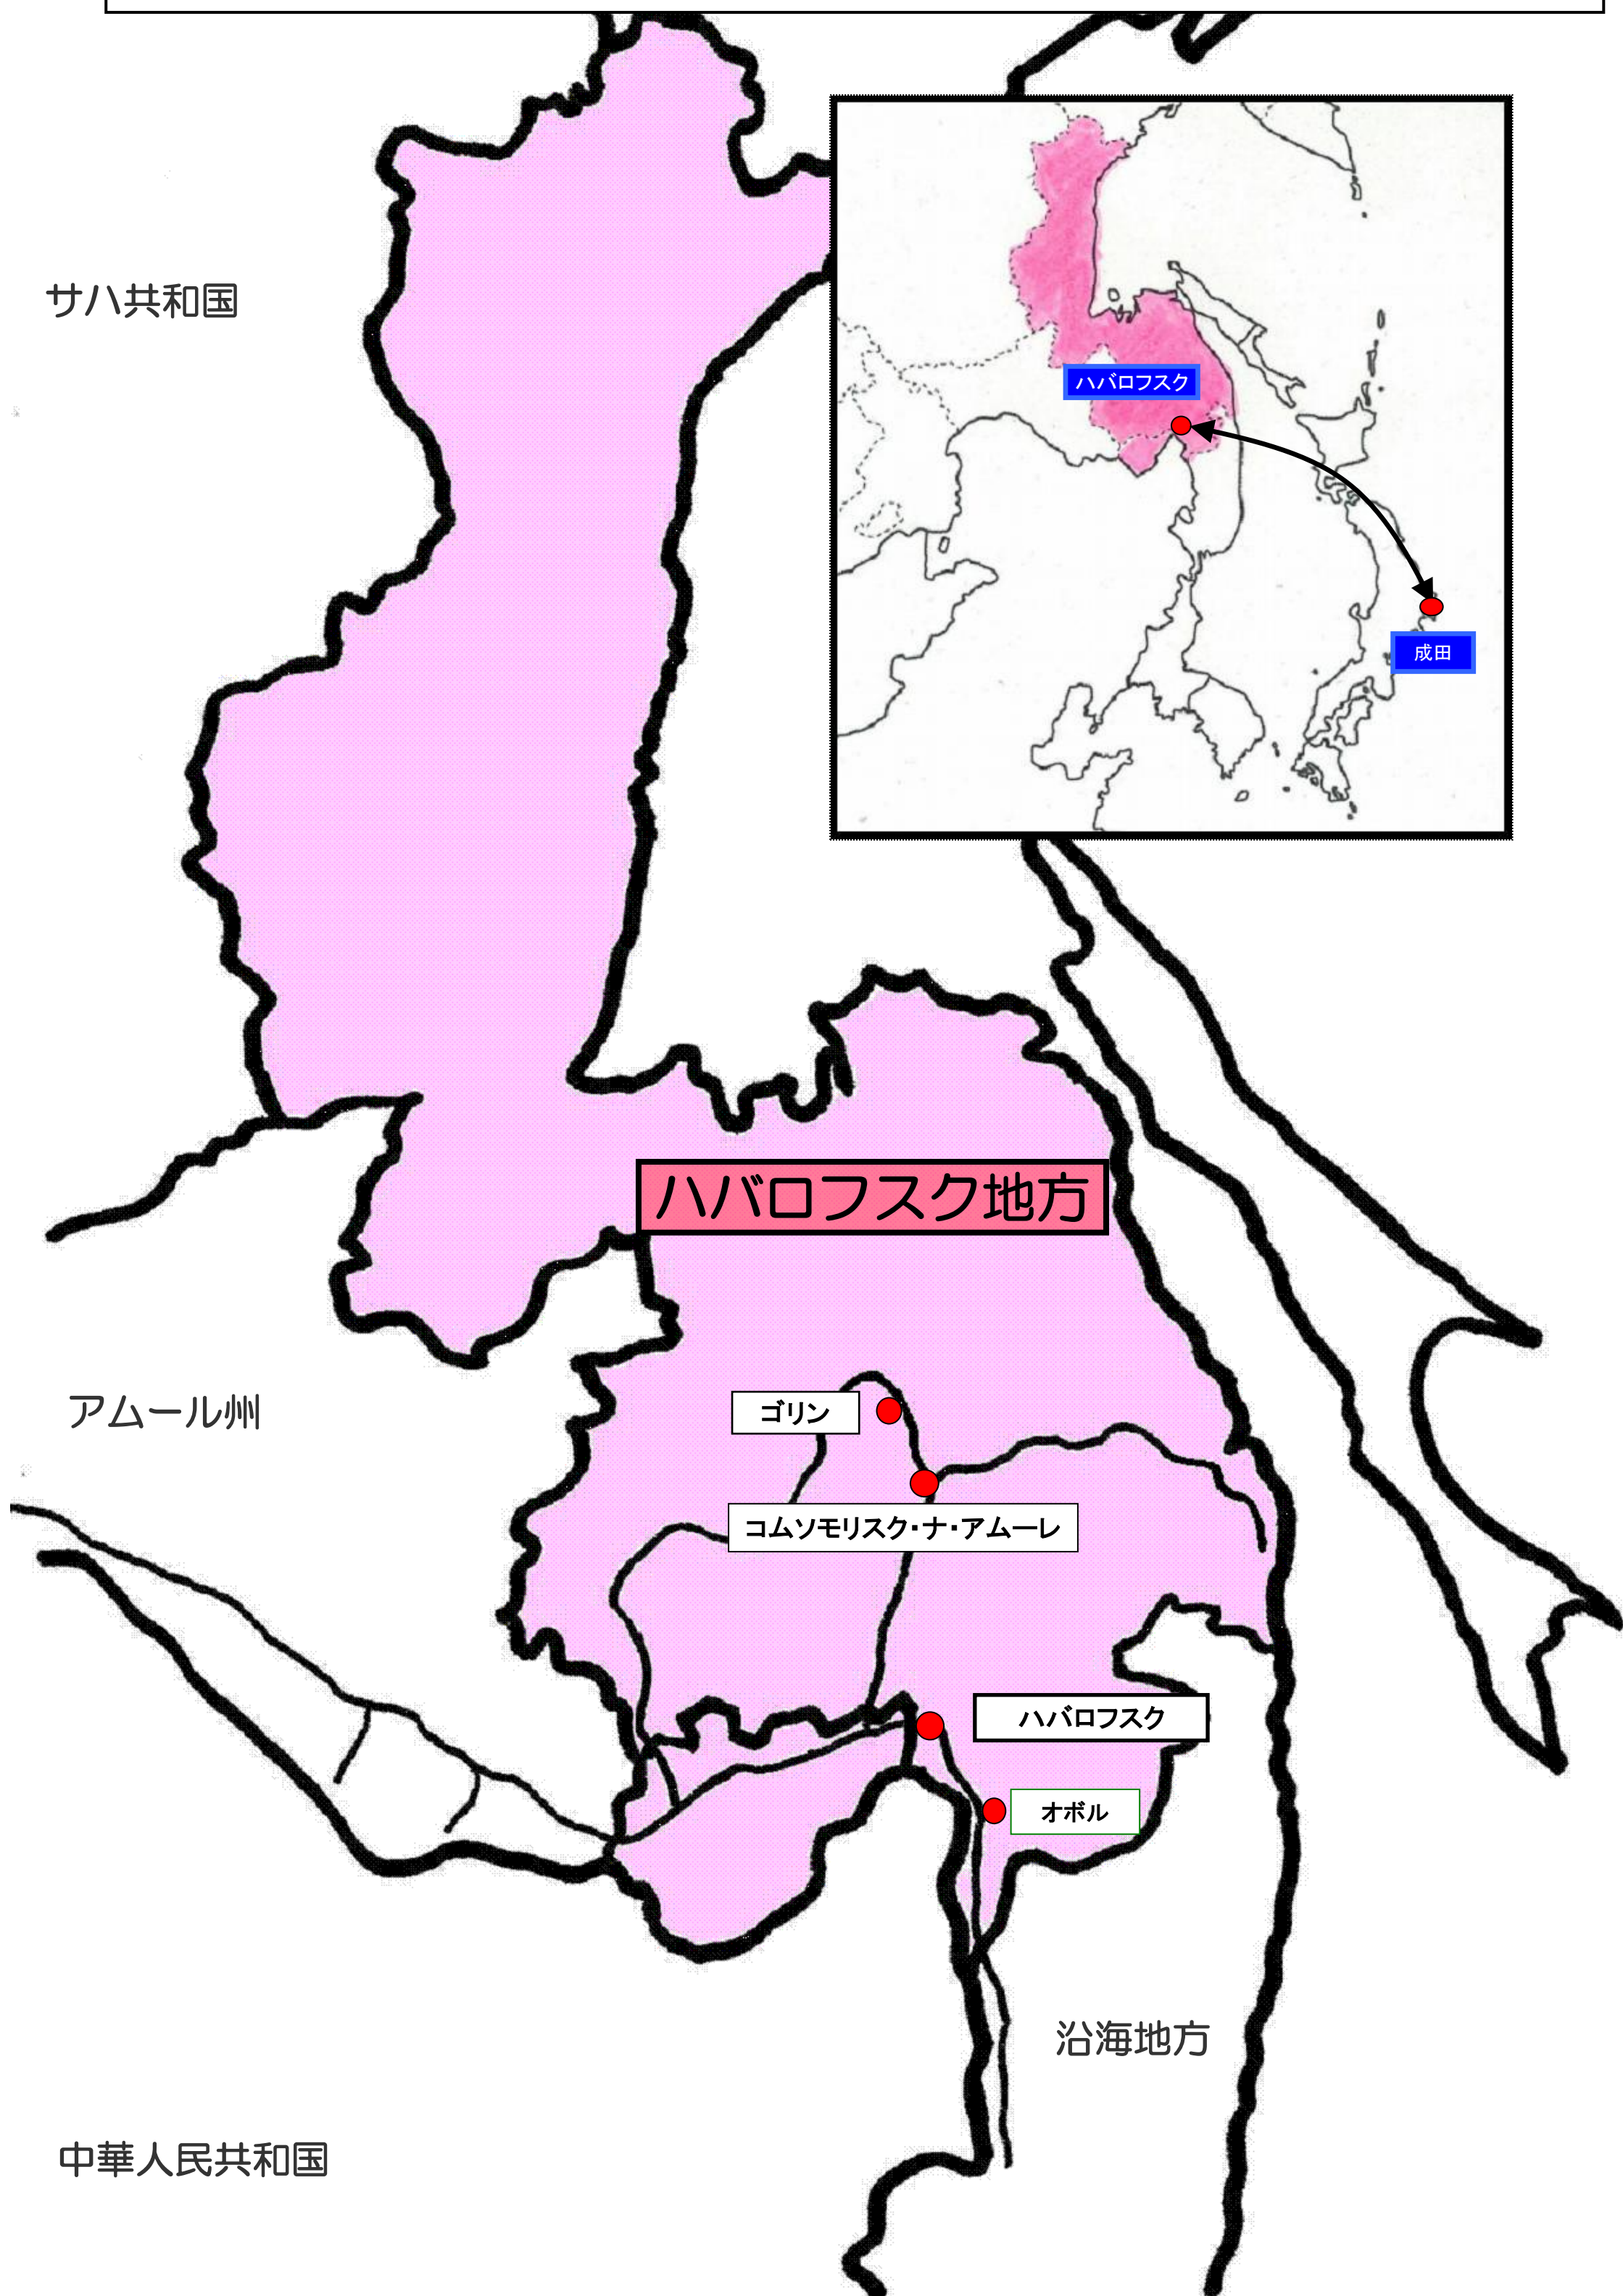 サハ共和国
ハバロフスク
成田
ハバロフスク地方
アムール州
ゴリン
コムソモリスク・ナ・アムーレ
ハバロフスク
オボル
沿海地方
中華人民共和国